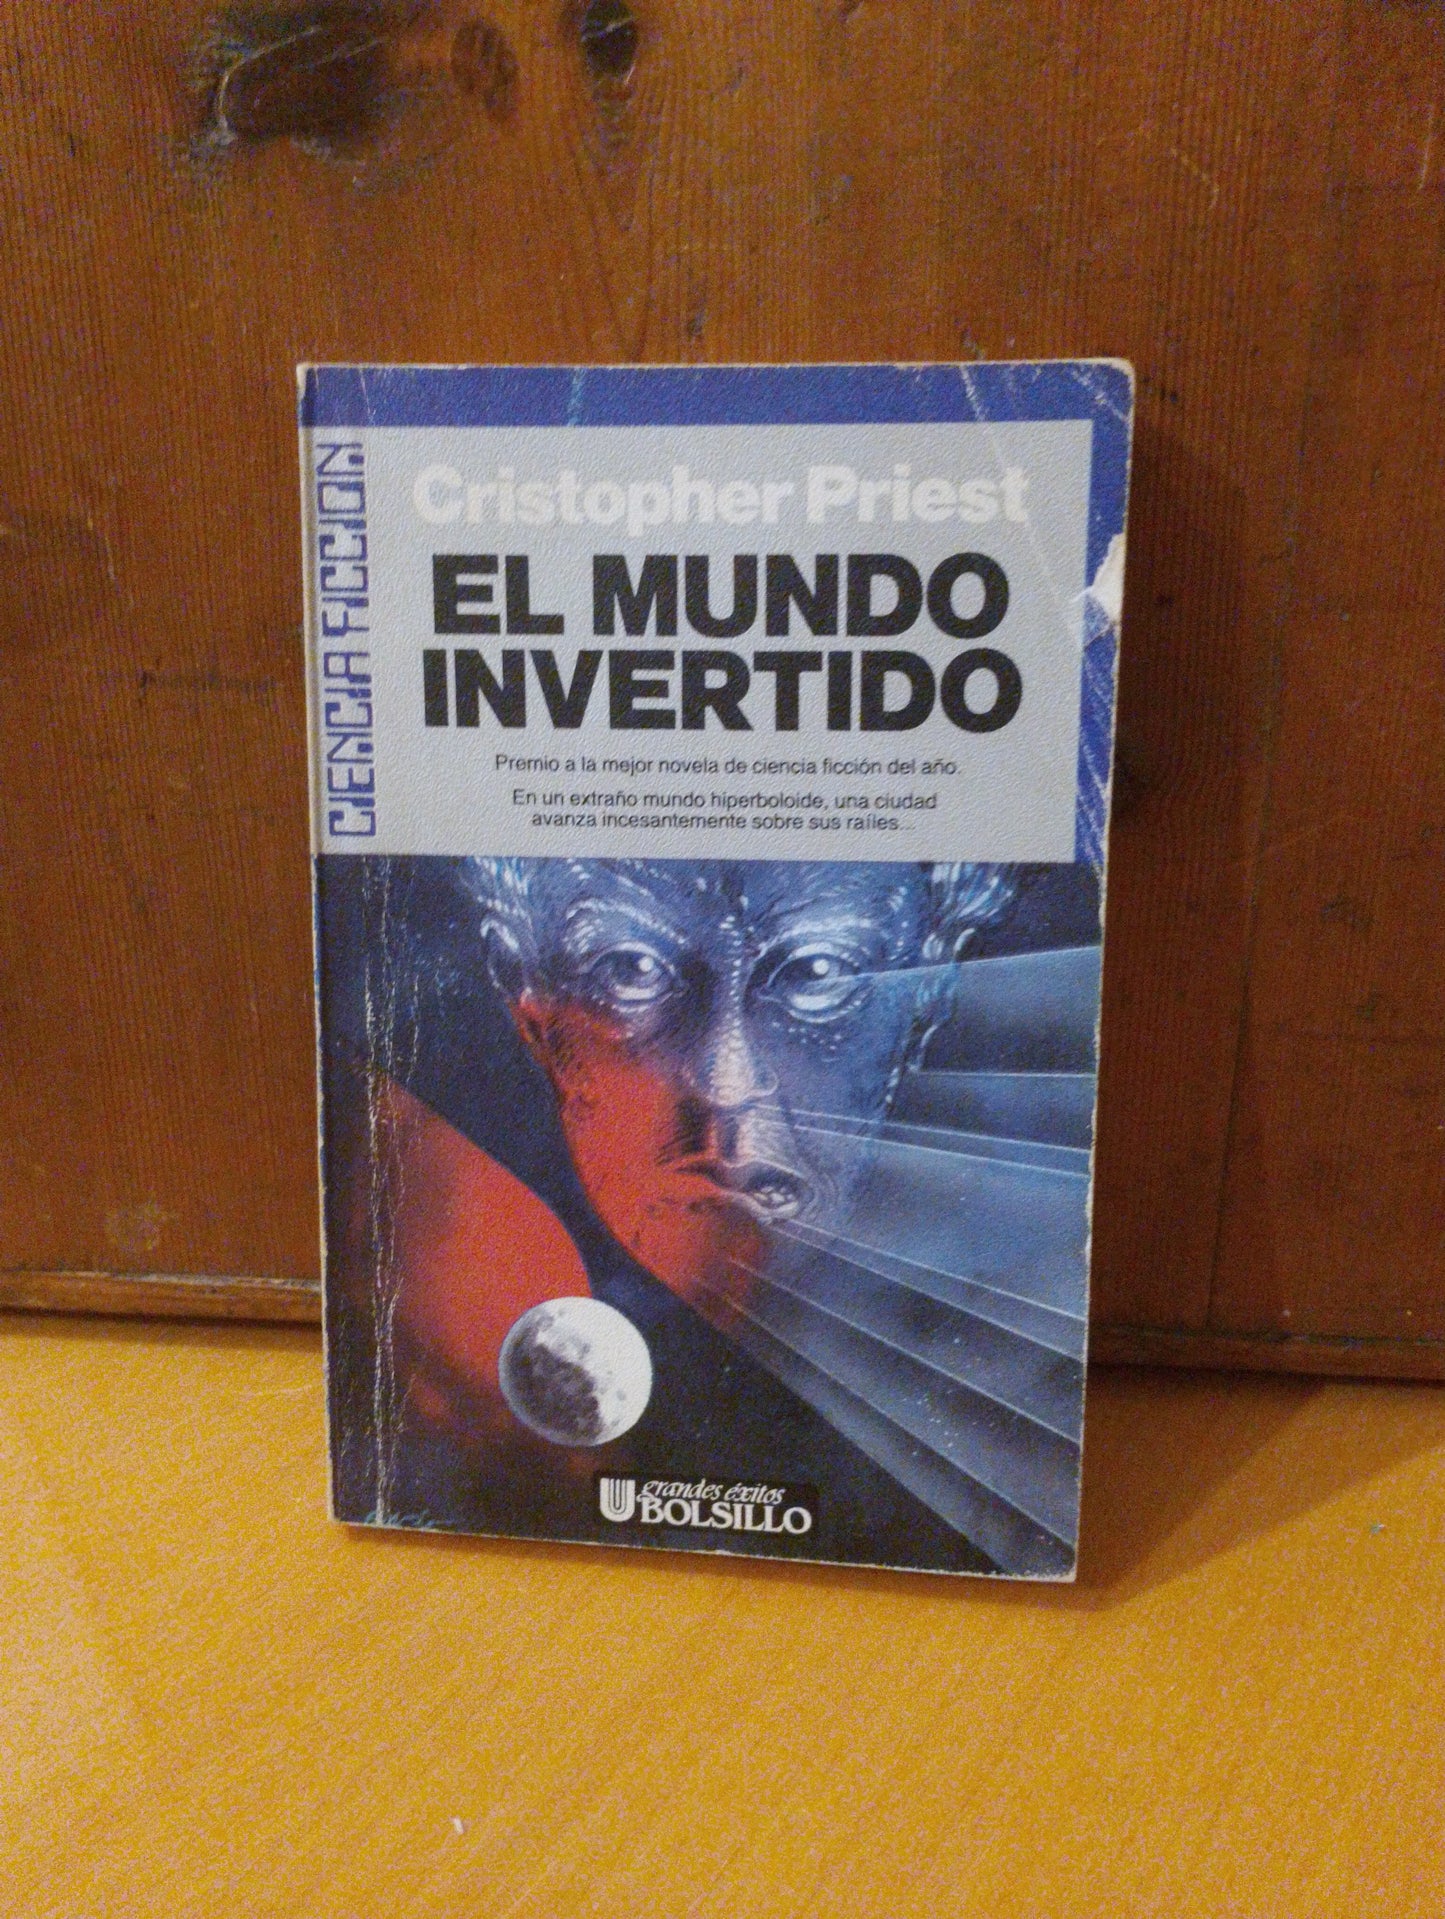 CIENCIA FICCION
Cristopher Priest
EL MUNDO
INVERTIDO
Premio a la mejor novela de ciencia ficción del año.
En un extraño mundo hiperboloide, una ciudad
avanza incesantemente sobre sus raíles...
grandes éxitos
BOLSILLO